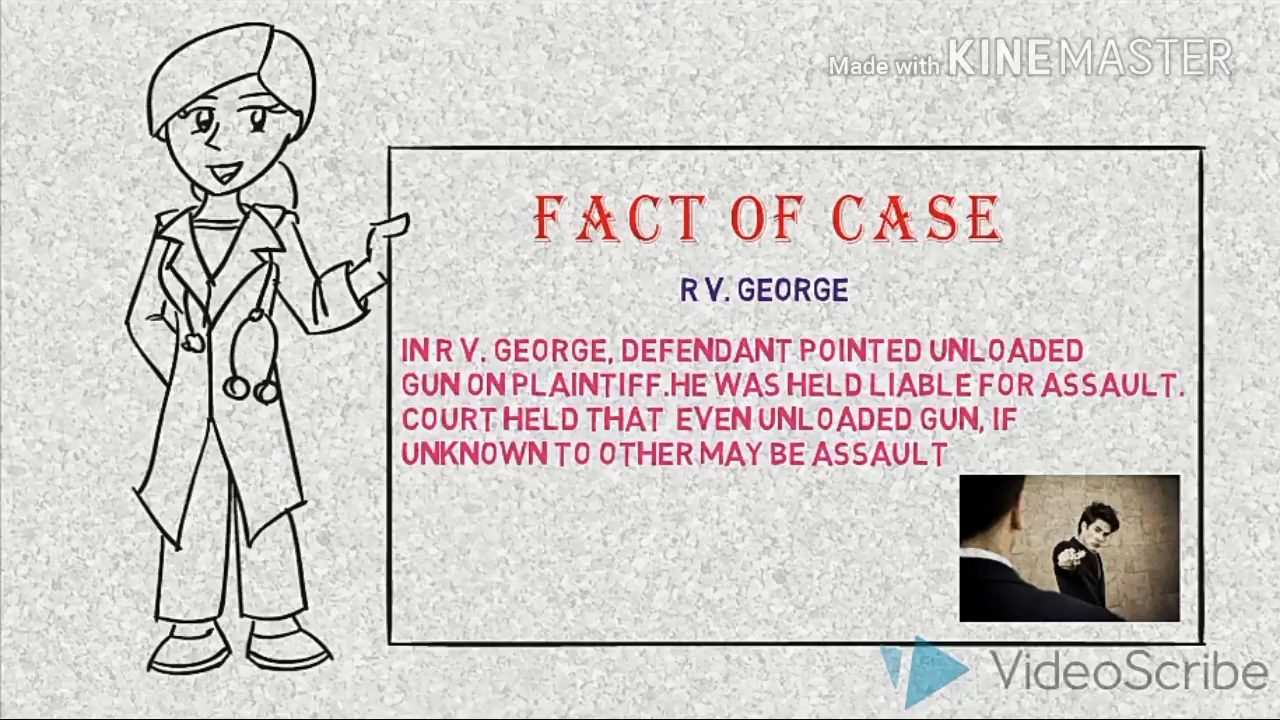 Made with KINEMASTER
FACT OF CASE
R V. GEORGE
IN R V. GEORGE, DEFENDANT POINTED UNLOADED
GUN ON PLAINTIFF.HE WAS HELD LIABLE FOR ASSAULT.
COURT HELD THAT EVEN UNLOADED GUN, IF
UNKNOWN TO OTHER MAY BE ASSAULT
VideoScribe